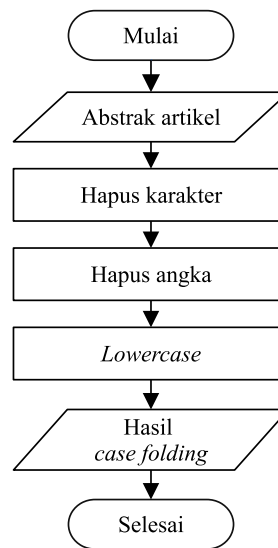 Mulai
Abstrak artikel
Hapus karakter
Hapus angka
Lowercase
Hasil
case folding
Selesai